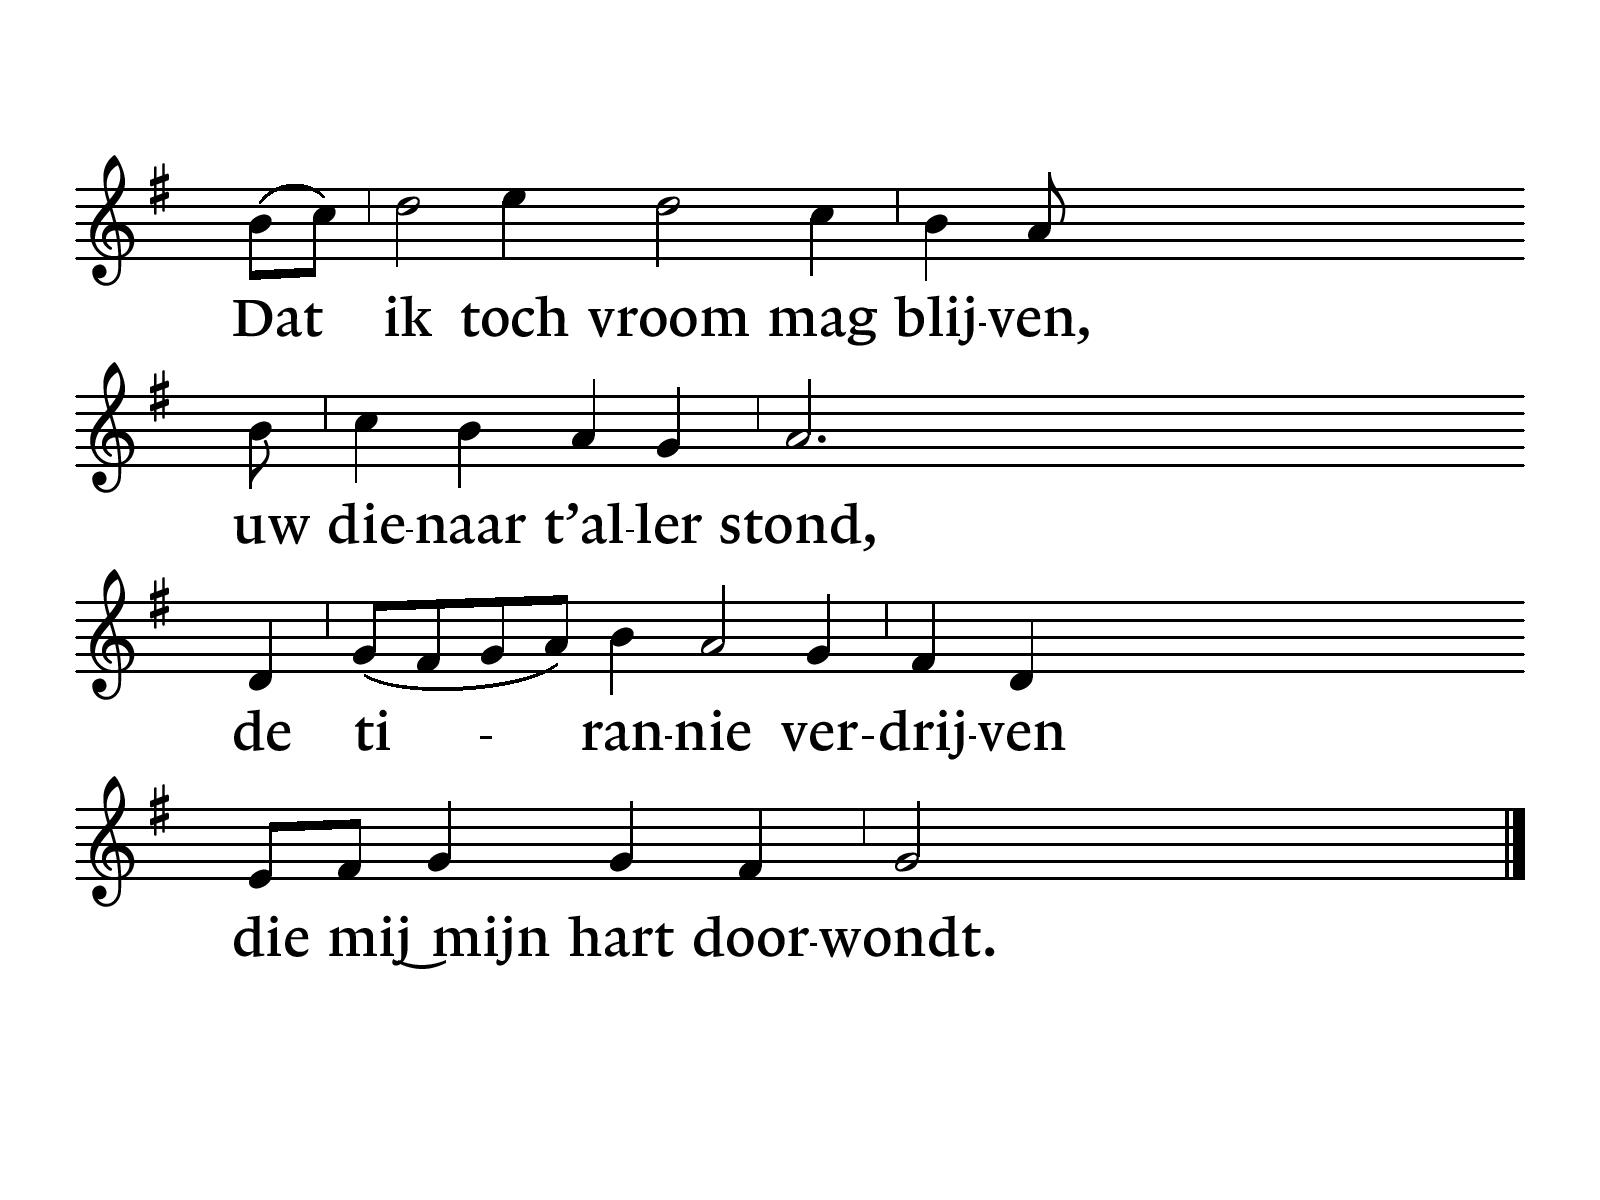 Dat ik toch vroom mag blij-ven,
uw die-naar t’al-ler stond,
de ti - ran-nie ver-drij-ven
die mij‿mijn hart door-wondt.